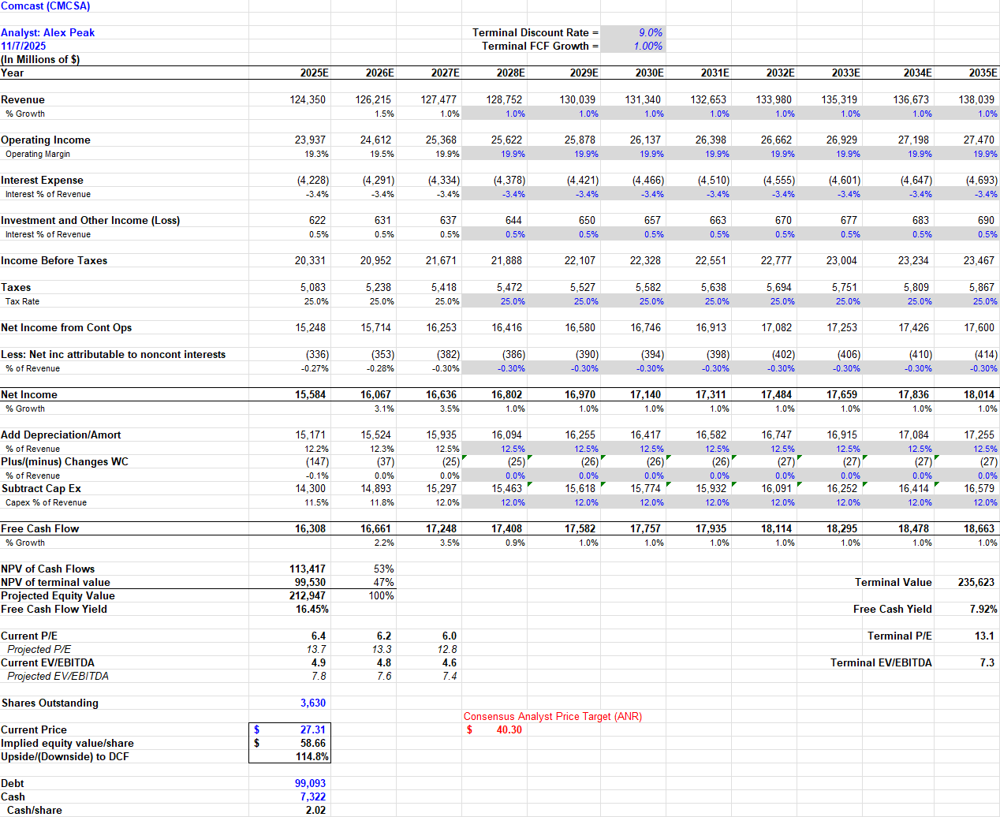 Comcast (CMCSA)
Analyst: Alex Peak Terminal Discount Rate = 9.0%
11/7/2025 Terminal FCF Growth = 1.00%
(In Millions of $)
Year 2025E 2026E 2027E 2028E 2029E 2030E 2031E 2032E 2033E 2034E 2035E
Revenue 124,350 126,215 127,477 128,752 130,039 131,340 132,653 133,980 135,319 136,673 138,039
% Growth 1.5% 1.0% 1.0% 1.0% 1.0% 1.0% 1.0% 1.0% 1.0% 1.0%
Operating Income 23,937 24,612 25,368 25,622 25,878 26,137 26,398 26,662 26,929 27,198 27,470
Operating Margin 19.3% 19.5% 19.9% 19.9% 19.9% 19.9% 19.9% 19.9% 19.9% 19.9% 19.9%
Interest Expense (4,228) (4,291) (4,334) (4,378) (4,421) (4,466) (4,510) (4,555) (4,601) (4,647) (4,693)
Interest % of Revenue -3.4% -3.4% -3.4% -3.4% -3.4% -3.4% -3.4% -3.4% -3.4% -3.4% -3.4%
Investment and Other Income (Loss) 622 631 637 644 650 657 663 670 677 683 690
Interest % of Revenue 0.5% 0.5% 0.5% 0.5% 0.5% 0.5% 0.5% 0.5% 0.5% 0.5% 0.5%
Income Before Taxes 20,331 20,952 21,671 21,888 22,107 22,328 22,551 22,777 23,004 23,234 23,467
Taxes 5,083 5,238 5,418 5,472 5,527 5,582 5,638 5,694 5,751 5,809 5,867
Tax Rate 25.0% 25.0% 25.0% 25.0% 25.0% 25.0% 25.0% 25.0% 25.0% 25.0% 25.0%
Net Income from Cont Ops 15,248 15,714 16,253 16,416 16,580 16,746 16,913 17,082 17,253 17,426 17,600
Less: Net inc attributable to noncont interests (336) (353) (382) (386) (390) (394) (398) (402) (406) (410) (414)
% of Revenue -0.27% -0.28% -0.30% -0.30% -0.30% -0.30% -0.30% -0.30% -0.30% -0.30% -0.30%
Net Income 15,584 16,067 16,636 16,802 16,970 17,140 17,311 17,484 17,659 17,836 18,014
% Growth 3.1% 3.5% 1.0% 1.0% 1.0% 1.0% 1.0% 1.0% 1.0% 1.0%
Add Depreciation/Amort 15,171 15,524 15,935 16,094 16,255 16,417 16,582 16,747 16,915 17,084 17,255
% of Revenue 12.2% 12.3% 12.5% 12.5% 12.5% 12.5% 12.5% 12.5% 12.5% 12.5% 12.5%
Plus/(minus) Changes WC (147) (37) (25) (25) (26) (26) (26) (27) (27) (27) (27)
% of Revenue -0.1% 0.0% 0.0% 0.0% 0.0% 0.0% 0.0% 0.0% 0.0% 0.0% 0.0%
Subtract Cap Ex 14,300 14,893 15,297 15,463 15,618 15,774 15,932 16,091 16,252 16,414 16,579
Capex % of Revenue 11.5% 11.8% 12.0% 12.0% 12.0% 12.0% 12.0% 12.0% 12.0% 12.0% 12.0%
Free Cash Flow 16,308 16,661 17,248 17,408 17,582 17,757 17,935 18,114 18,295 18,478 18,663
% Growth 2.2% 3.5% 0.9% 1.0% 1.0% 1.0% 1.0% 1.0% 1.0% 1.0%
NPV of Cash Flows 113,417 53%
NPV of terminal value 99,530 47% Terminal Value 235,623
Projected Equity Value 212,947 100%
Free Cash Flow Yield 16.45% Free Cash Yield 7.92%
Current P/E 6.4 6.2 6.0 Terminal P/E 13.1
Projected P/E 13.7 13.3 12.8
Current EV/EBITDA 4.9 4.8 4.6 Terminal EV/EBITDA 7.3
Projected EV/EBITDA 7.8 7.6 7.4
Shares Outstanding 3,630
Consensus Analyst Price Target (ANR)
Current Price $ 27.31 $ 40.30
Implied equity value/share $ 58.66
Upside/(Downside) to DCF 114.8%
Debt 99,093
Cash 7,322
Cash/share 2.02